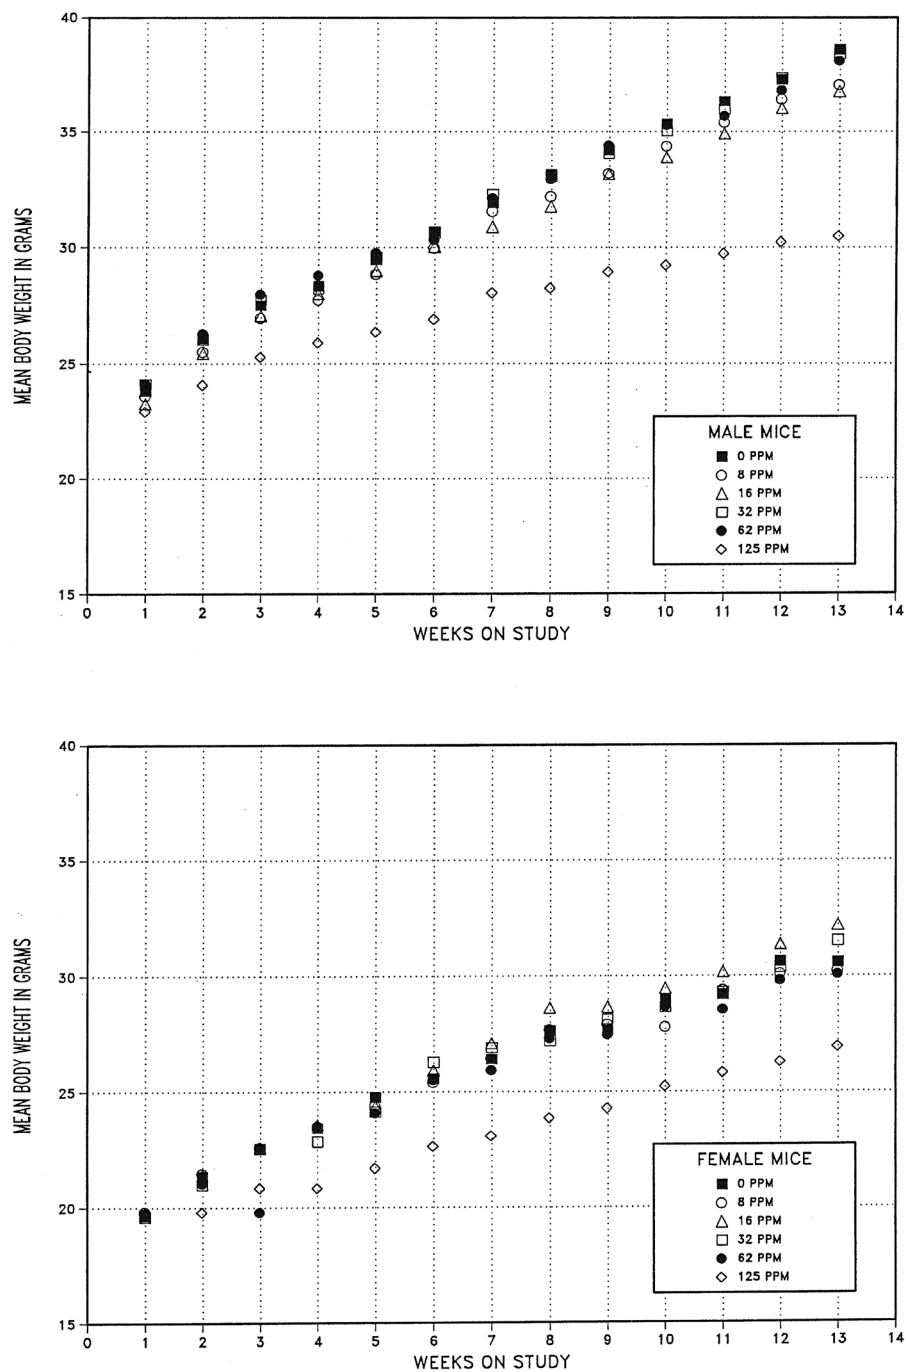 40
35
30
25
20
15
MEAN BODY WEIGHT IN GRAMS
MALE MICE
0 PPM
8 PPM
16 PPM
32 PPM
62 PPM
125 PPM
0 1 2 3 4 5 6 7 8 9 10 11 12 13 14
WEEKS ON STUDY
40
35
30
25
20
15
MEAN BODY WEIGHT IN GRAMS
FEMALE MICE
0 PPM
8 PPM
16 PPM
32 PPM
62 PPM
125 PPM
0 1 2 3 4 5 6 7 8 9 10 11 12 13 14
WEEKS ON STUDY